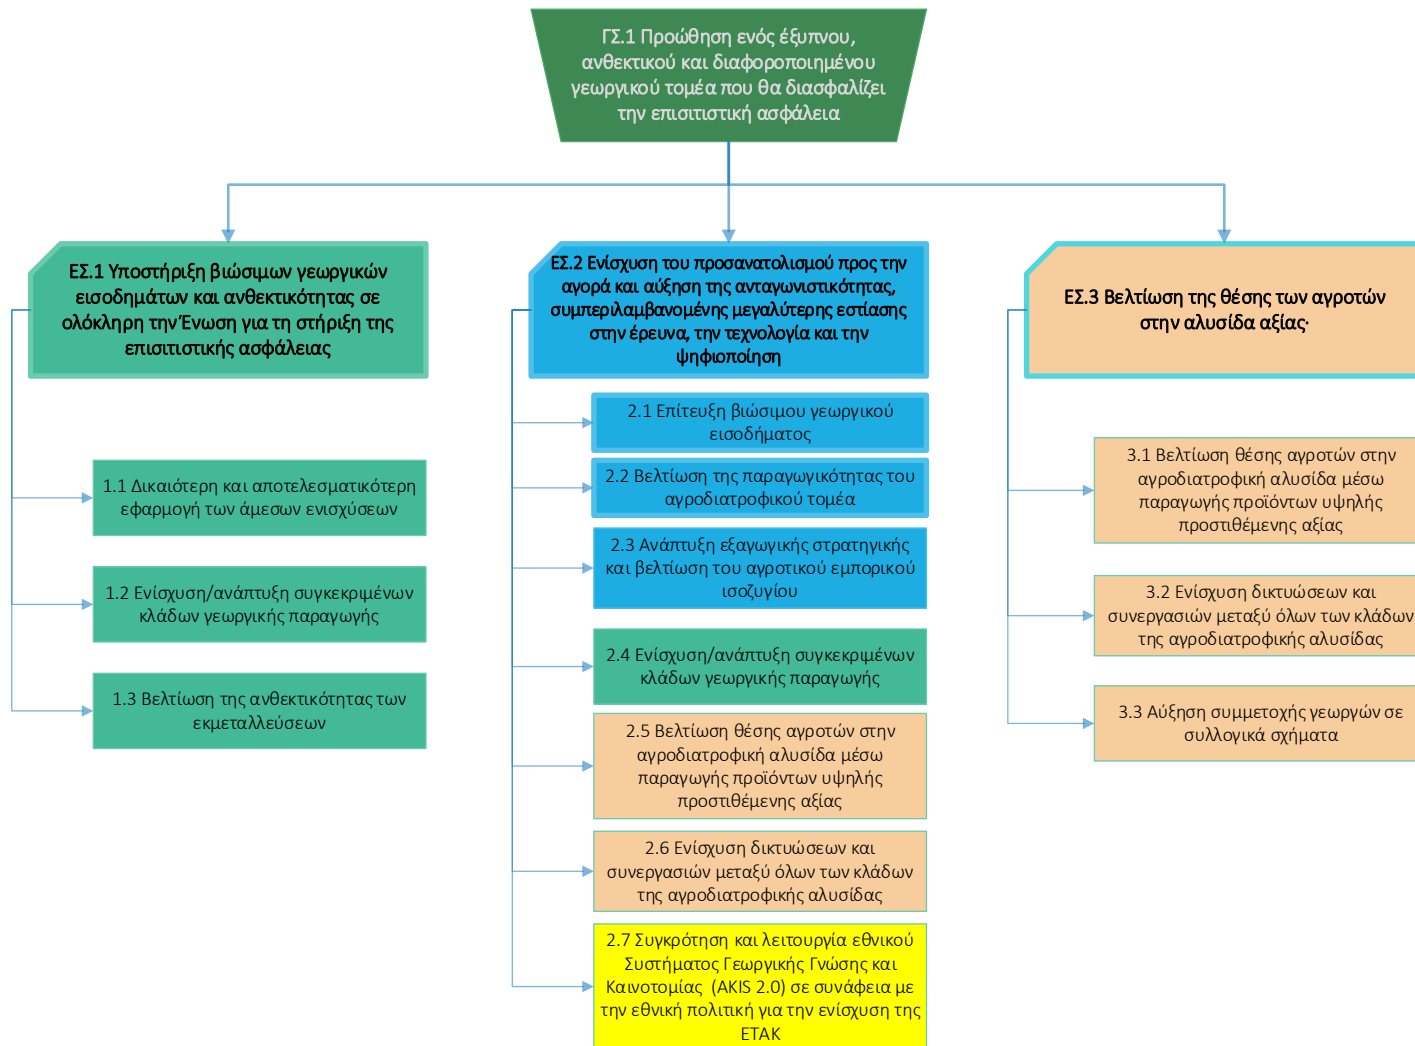 ΓΣ.1 Προώθηση ενός έξυπνου,
ανθεκτικού και διαφοροποιημένου
γεωργικού τομέα που θα διασφαλίζει
την επισιτιστική ασφάλεια
ΕΣ.1 Υποστήριξη βιώσιμων γεωργικών
εισοδημάτων και ανθεκτικότητας σε
ολόκληρη την Ένωση για τη στήριξη της
επισιτιστικής ασφάλειας
1.1 Δικαιότερη και αποτελεσματικότερη
εφαρμογή των άμεσων ενισχύσεων
1.2 Ενίσχυση/ανάπτυξη συγκεκριμένων
κλάδων γεωργικής παραγωγής
1.3 Βελτίωση της ανθεκτικότητας των
εκμεταλλεύσεων
ΕΣ.2 Ενίσχυση του προσανατολισμού προς την
αγορά και αύξηση της ανταγωνιστικότητας,
συμπεριλαμβανομένης μεγαλύτερης εστίασης
στην έρευνα, την τεχνολογία και την
ψηφιοποίηση
2.1 Επίτευξη βιώσιμου γεωργικού
εισοδήματος
2.2 Βελτίωση της παραγωγικότητας του
αγροδιατροφικού τομέα
2.3 Ανάπτυξη εξαγωγικής στρατηγικής
και βελτίωση του αγροτικού εμπορικού
ισοζυγίου
2.4 Ενίσχυση/ανάπτυξη συγκεκριμένων
κλάδων γεωργικής παραγωγής
2.5 Βελτίωση θέσης αγροτών στην
αγροδιατροφική αλυσίδα μέσω
παραγωγής προϊόντων υψηλής
προστιθέμενης αξίας
2.6 Ενίσχυση δικτυώσεων και
συνεργασιών μεταξύ όλων των κλάδων
της αγροδιατροφικής αλυσίδας
2.7 Συγκρότηση και λειτουργία εθνικού
Συστήματος Γεωργικής Γνώσης και
Καινοτομίας (AKIS 2.0) σε συνάφεια με
την εθνική πολιτική για την ενίσχυση της
ΕΤΑΚ
ΕΣ.3 Βελτίωση της θέσης των αγροτών
στην αλυσίδα αξίας·
3.1 Βελτίωση θέσης αγροτών στην
αγροδιατροφική αλυσίδα μέσω
παραγωγής προϊόντων υψηλής
προστιθέμενης αξίας
3.2 Ενίσχυση δικτυώσεων και
συνεργασιών μεταξύ όλων των κλάδων
της αγροδιατροφικής αλυσίδας
3.3 Αύξηση συμμετοχής γεωργών σε
συλλογικά σχήματα